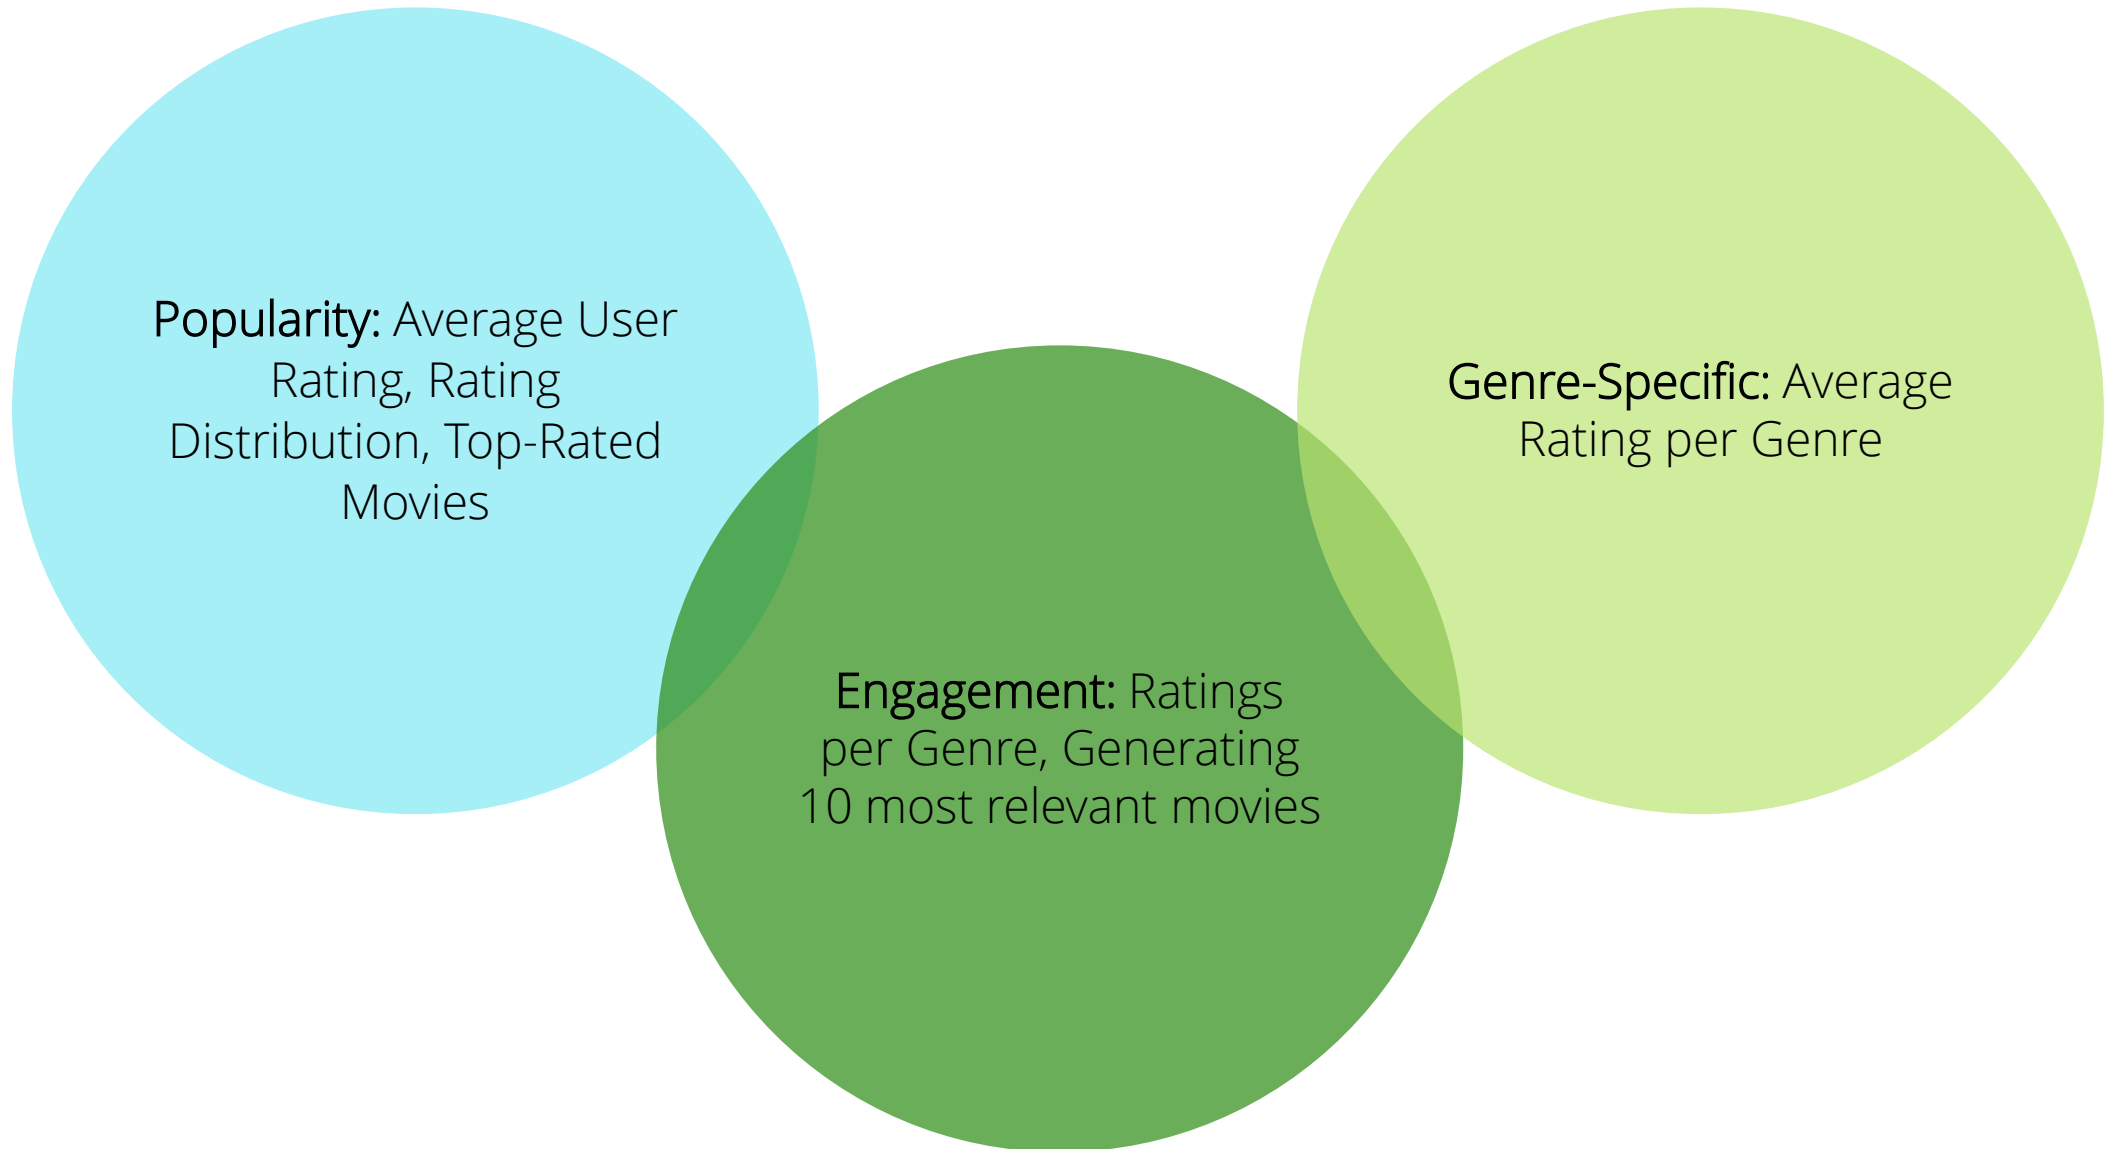 Popularity: Average User
Rating, Rating
Distribution, Top-Rated
Movies
Engagement: Ratings
per Genre, Generating
10 most relevant movies
Genre-Specific: Average
Rating per Genre